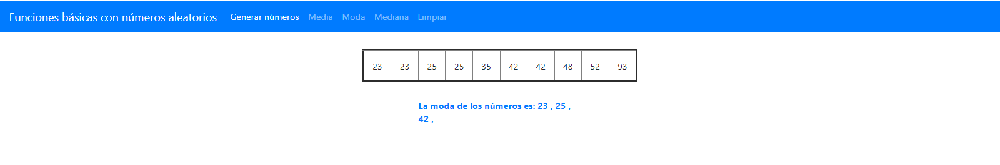 Funciones básicas con números aleatorios Generar números Media Moda Mediana Limpiar
23 23 25 25 35 42 42 48 52 93
La moda de los números es: 23 , 25 ,
42 ,